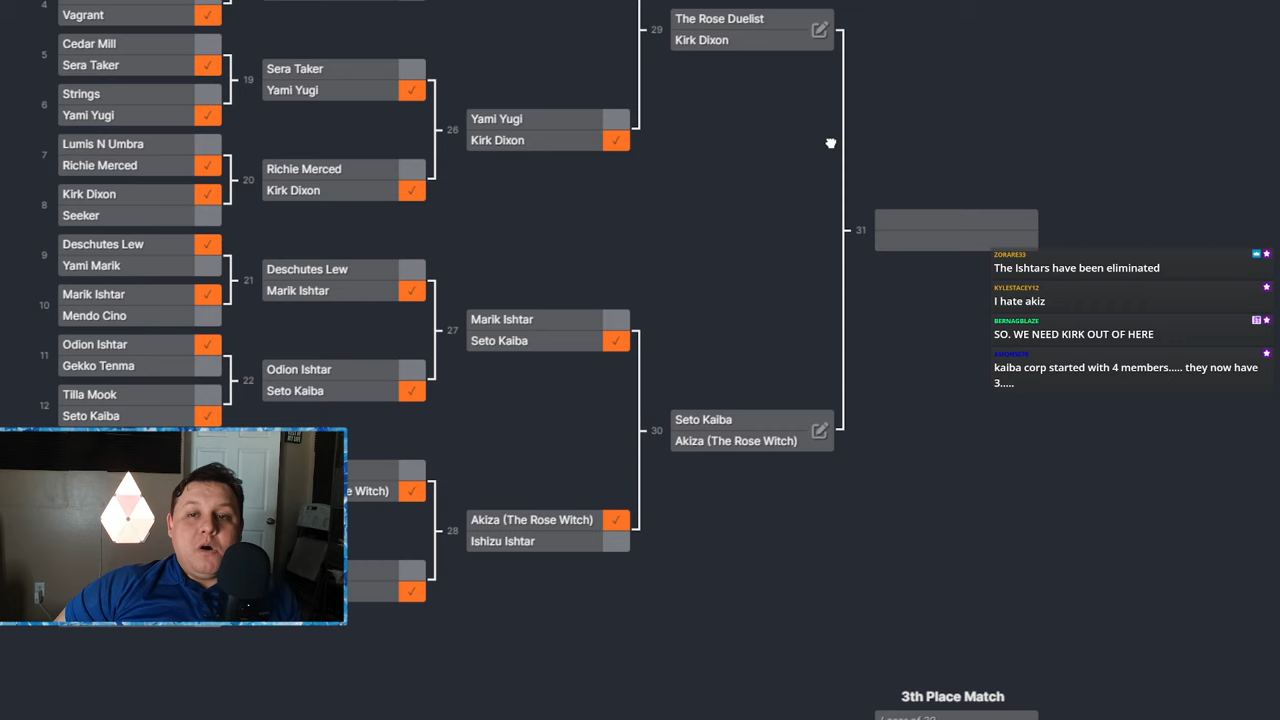 4
Vagrant
5
Cedar Mill
Sera Taker
6
Strings
Yami Yugi
7
Lumis N Umbra
Richie Merced
8
Kirk Dixon
Seeker
9
Deschutes Lew
Yami Marik
10
Marik Ishtar
Mendo Cino
11
Odion Ishtar
Gekko Tenma
12
Tilla Mook
Seto Kaiba
19
Sera Taker
Yami Yugi
20
Richie Merced
Kirk Dixon
21
Deschutes Lew
Marik Ishtar
22
Odion Ishtar
Seto Kaiba
e Witch)
26
Yami Yugi
Kirk Dixon
27
Marik Ishtar
Seto Kaiba
28
Akiza (The Rose Witch)
Ishizu Ishtar
29
The Rose Duelist
Kirk Dixon
30
Seto Kaiba
Akiza (The Rose Witch)
31
ZORARE33
The Ishtars have been eliminated
KYLESTACEY12
I hate akiz
BERNAGBLAZE
SO. WE NEED KIRK OUT OF HERE
kaiba corp started with 4 members..... they now have
3.....
3th Place Match